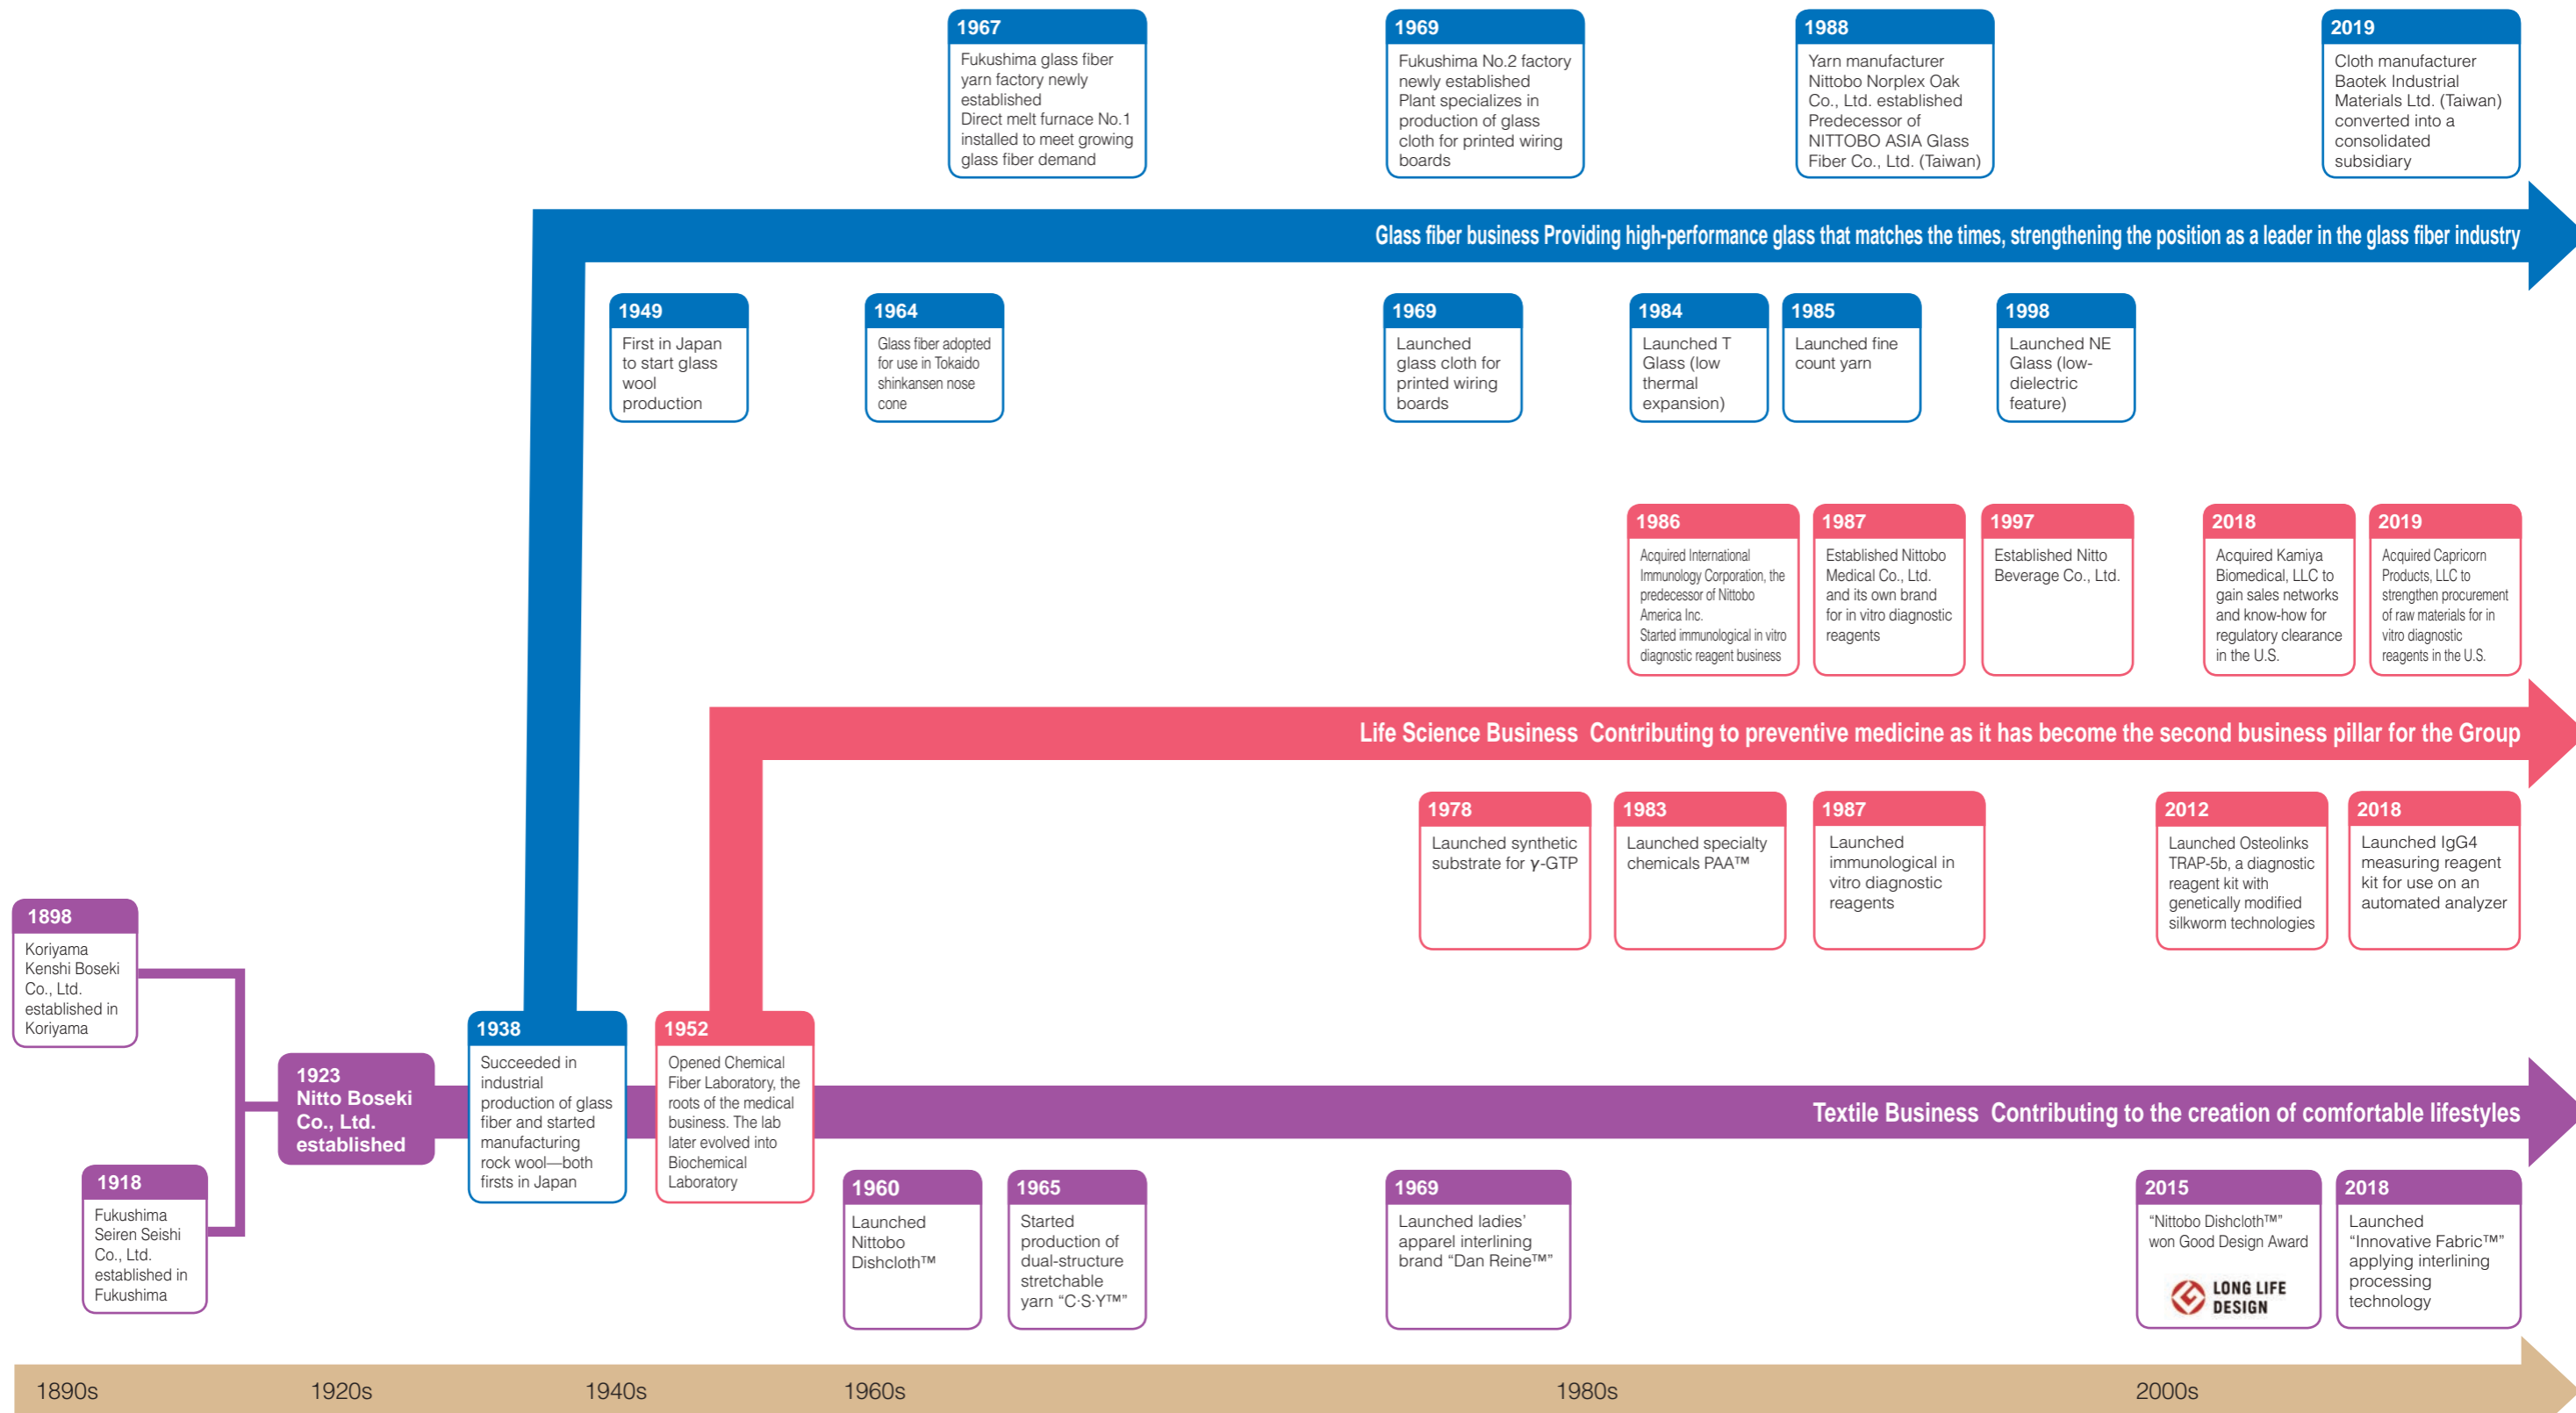 1967
Fukushima glass fiber
yarn factory newly
established
Direct melt furnace No.1
installed to meet growing
glass fiber demand
1969
Fukushima No.2 factory
newly established
Plant specializes in
production of glass
cloth for printed wiring
boards
1988
Yarn manufacturer
Nittobo Norplex Oak
Co., Ltd. established
Predecessor of
NITTOBO ASIA Glass
Fiber Co., Ltd. (Taiwan)
2019
Cloth manufacturer
Baotek Industrial
Materials Ltd. (Taiwan)
converted into a
consolidated
subsidiary
Glass fiber business Providing high-performance glass that matches the times, strengthening the position as a leader in the glass fiber industry
1949
First in Japan
to start glass
wool
production
1964
Glass fiber adopted
for use in Tokaido
shinkansen nose
cone
1969
Launched
glass cloth for
printed wiring
boards
1984
Launched T
Glass (low
thermal
expansion)
1985
Launched fine
count yarn
1998
Launched NE
Glass (low-
dielectric
feature)
1986
Acquired International
Immunology Corporation, the
predecessor of Nittobo
America Inc.
Started immunological in vitro
diagnostic reagent business
1987
Established Nittobo
Medical Co., Ltd.
and its own brand
for in vitro diagnostic
reagents
1997
Established Nitto
Beverage Co., Ltd.
2018
Acquired Kamiya
Biomedical, LLC to
gain sales networks
and know-how for
regulatory clearance
in the U.S.
2019
Acquired Capricorn
Products, LLC to
strengthen procurement
of raw materials for in
vitro diagnostic
reagents in the U.S.
Life Science Business Contributing to preventive medicine as it has become the second business pillar for the Group
1978
Launched synthetic
substrate for γ-GTP
1983
Launched specialty
chemicals PAA™
1987
Launched
immunological in
vitro diagnostic
reagents
2012
Launched Osteolinks
TRAP-5b, a diagnostic
reagent kit with
genetically modified
silkworm technologies
2018
Launched IgG4
measuring reagent
kit for use on an
automated analyzer
1898
Koriyama
Kenshi Boseki
Co., Ltd.
established in
Koriyama
1918
Fukushima
Seiren Seishi
Co., Ltd.
established in
Fukushima
1923
Nitto Boseki
Co., Ltd.
established
1938
Succeeded in
industrial
production of glass
fiber and started
manufacturing
rock wool—both
firsts in Japan
1952
Opened Chemical
Fiber Laboratory, the
roots of the medical
business. The lab
later evolved into
Biochemical
Laboratory
Textile Business Contributing to the creation of comfortable lifestyles
1960
Launched
Nittobo
Dishcloth™
1965
Started
production of
dual-structure
stretchable
yarn “C·S·Y™”
1969
Launched ladies’
apparel interlining
brand “Dan Reine™”
2015
“Nittobo Dishcloth™”
won Good Design Award
LONG LIFE
DESIGN
2018
Launched
“Innovative Fabric™”
applying interlining
processing
technology
1890s
1920s
1940s
1960s
1980s
2000s